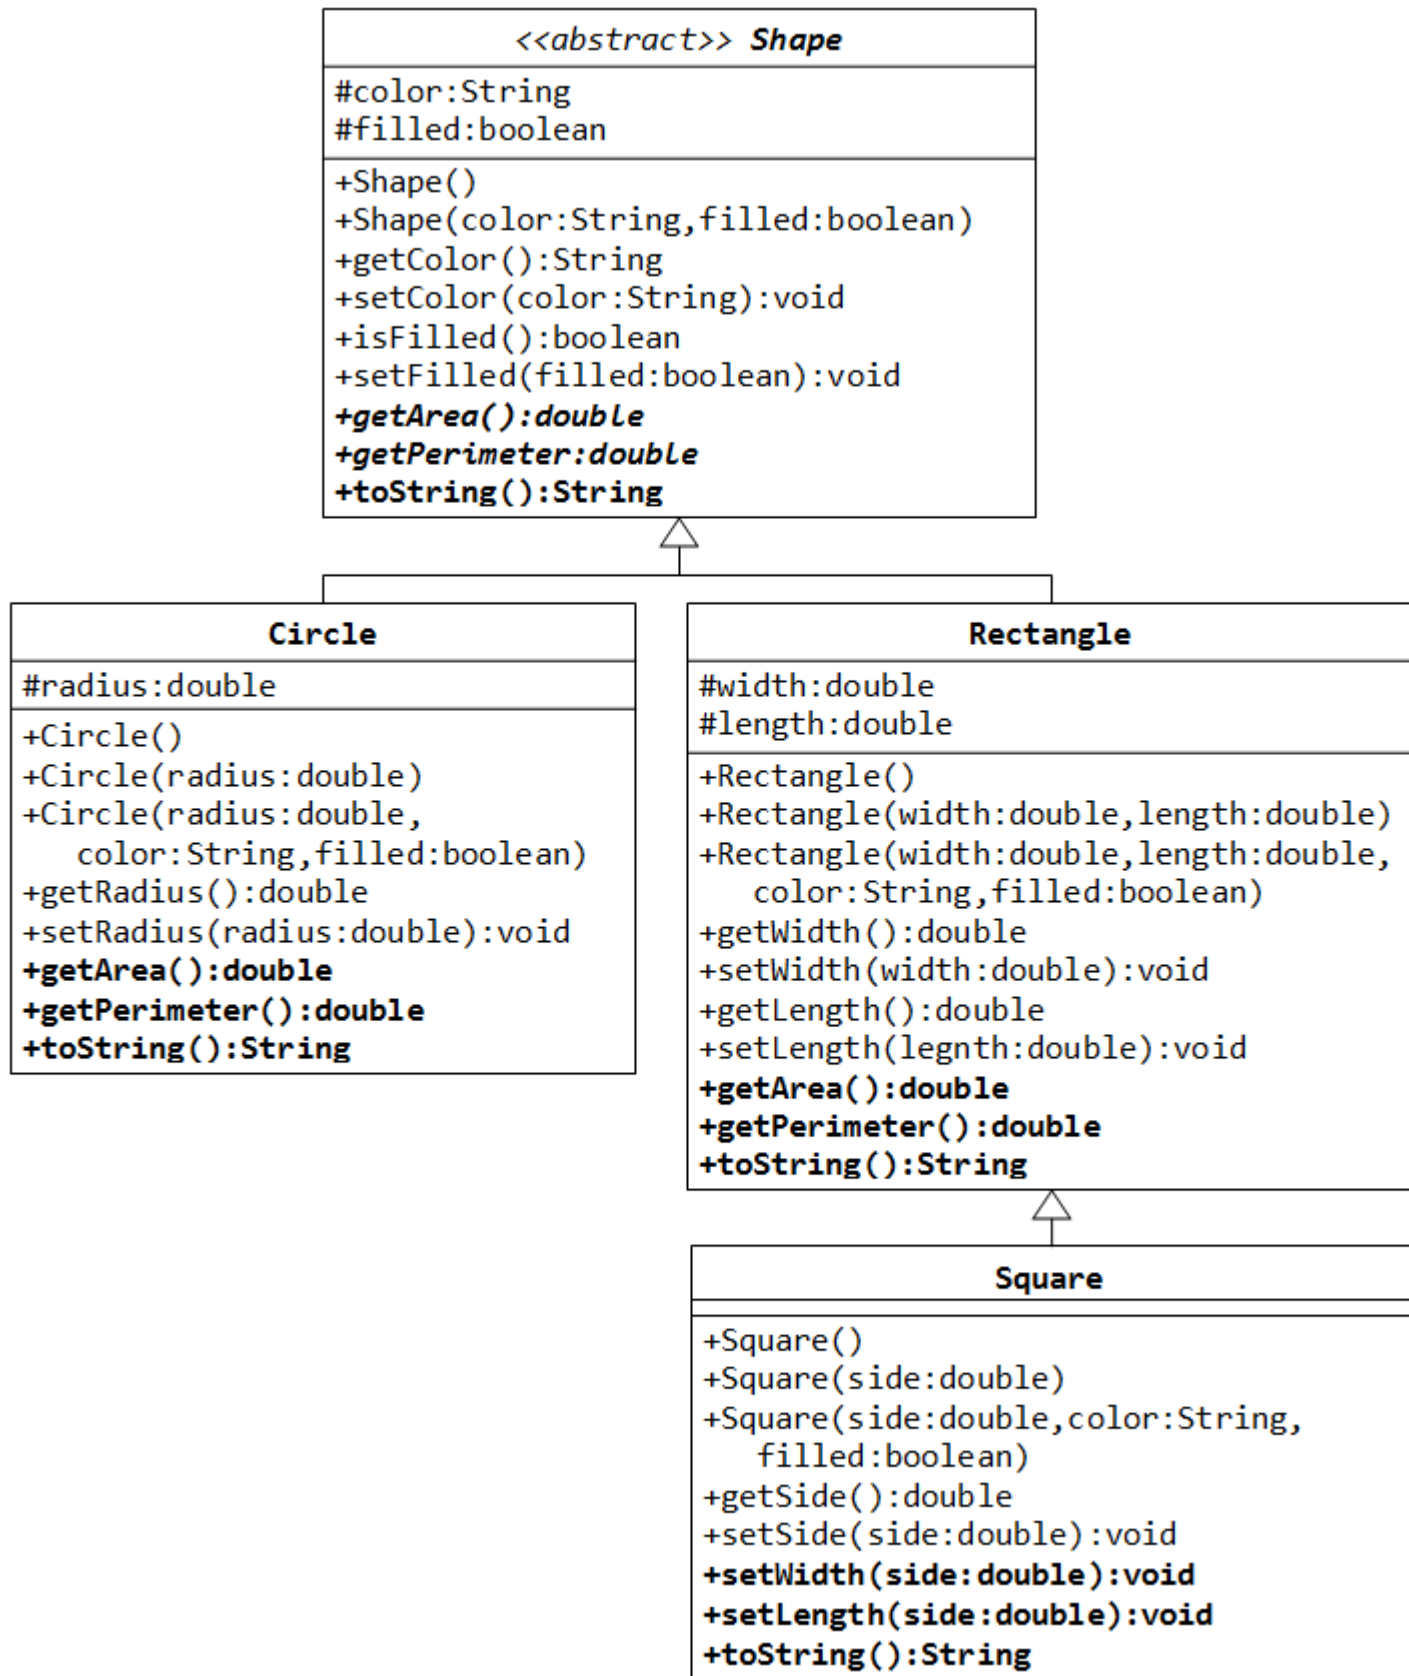 <<abstract>> Shape
#color:String
#filled:boolean
+Shape()
+Shape(color:String,filled:boolean)
+getColor():String
+setColor(color:String):void
+isFilled():boolean
+setFilled(filled:boolean):void
+getArea():double
+getPerimeter:double
+toString():String
Circle
#radius:double
+Circle()
+Circle(radius:double)
+Circle(radius:double,
color:String,filled:boolean)
+getRadius():double
+setRadius(radius:double):void
+getArea():double
+getPerimeter():double
+toString():String
Rectangle
#width:double
#length:double
+Rectangle()
+Rectangle(width:double,length:double)
+Rectangle(width:double,length:double,
color:String,filled:boolean)
+getWidth():double
+setWidth(width:double):void
+getLength():double
+setLength(legnth:double):void
+getArea():double
+getPerimeter():double
+toString():String
Square
+Square()
+Square(side:double)
+Square(side:double,color:String,
filled:boolean)
+getSide():double
+setSide(side:double):void
+setWidth(side:double):void
+setLength(side:double):void
+toString():String